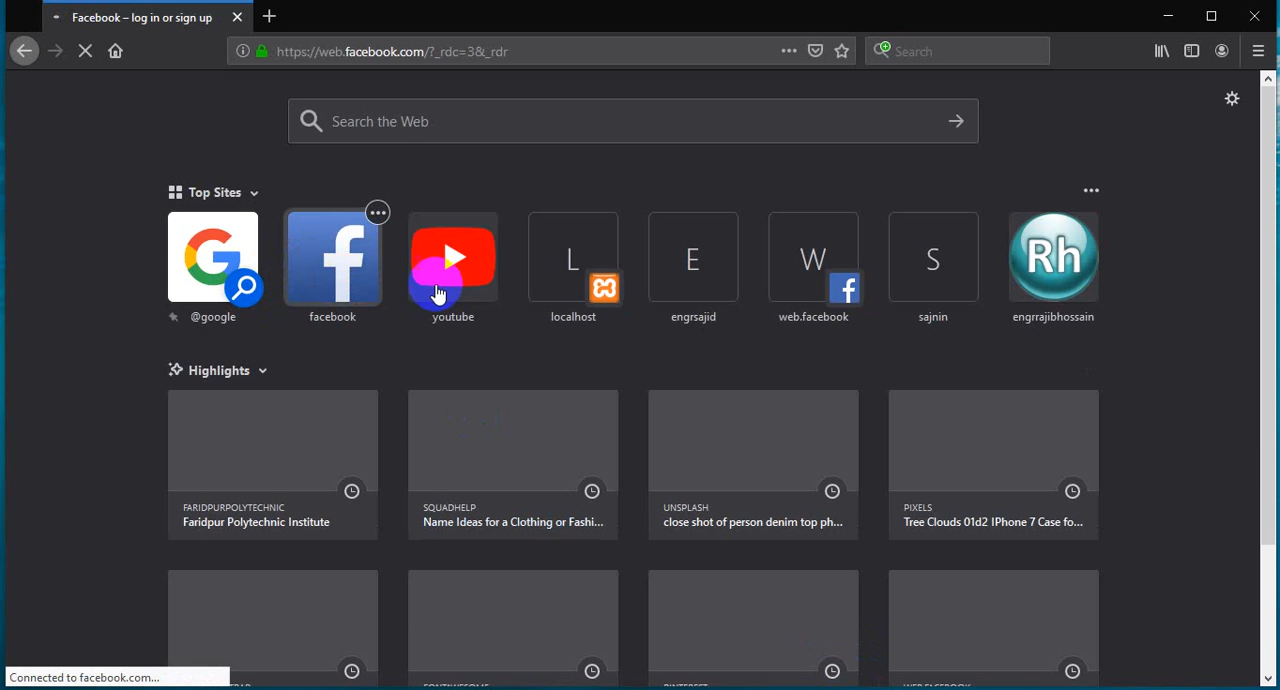 Facebook – log in or sign up
https://web.facebook.com/?_rdc=3&_rdr
Search
Search the Web
Top Sites
G
f
L
E
W
f
S
Rh
@google
facebook
youtube
localhost
engrsajid
web.facebook
sajnin
engrrajibhossain
Highlights
FARIDPURPOLYTECHNIC
Faridpur Polytechnic Institute
SQUADHELP
Name Ideas for a Clothing or Fashi...
UNSPLASH
close shot of person denim top ph...
PIXELS
Tree Clouds 01d2 IPhone 7 Case fo...
Connected to facebook.com...